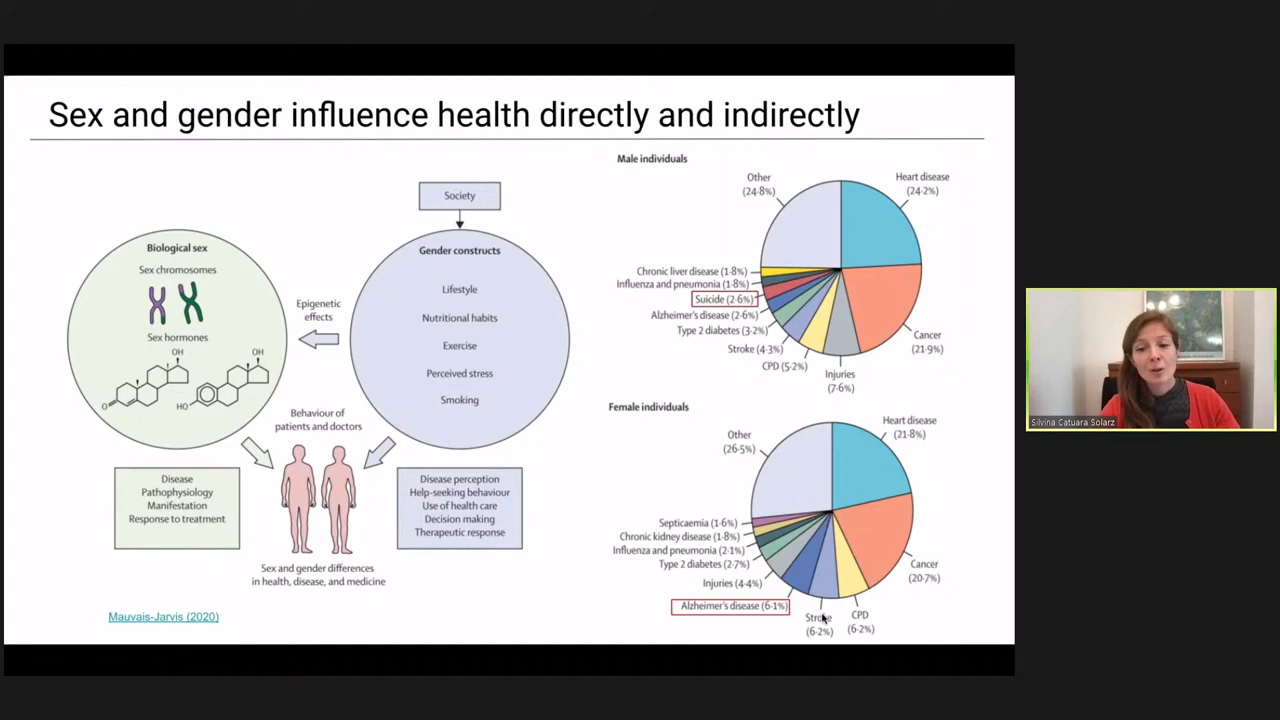 Sex and gender influence health directly and indirectly
Society
Biological sex
Sex chromosomes
Sex hormones
OH
OH
O
HO
Epigenetic
effects
Gender constructs
Lifestyle
Nutritional habits
Exercise
Perceived stress
Smoking
Behaviour of
patients and doctors
Disease
Pathophysiology
Manifestation
Response to treatment
Disease perception
Help-seeking behaviour
Use of health care
Decision making
Therapeutic response
Sex and gender differences
in health, disease, and medicine
Mauvais-Jarvis (2020)
Male individuals
Other
(24·8%)
Heart disease
(24·2%)
Chronic liver disease (1·8%)
Influenza and pneumonia (1·8%)
Suicide (2·6%)
Alzheimer's disease (2·6%)
Type 2 diabetes (3·2%)
Stroke (4·3%)
CPD (5·2%)
Injuries
(7·6%)
Cancer
(21·9%)
Female individuals
Other
(26·5%)
Heart disease
(21·8%)
Septicaemia (1·6%)
Chronic kidney disease (1·8%)
Influenza and pneumonia (2·1%)
Type 2 diabetes (2·7%)
Injuries (4·4%)
Alzheimer's disease (6·1%)
Stroke
(6·2%)
CPD
(6·2%)
Cancer
(20·7%)
Silvina Catuara Solarz